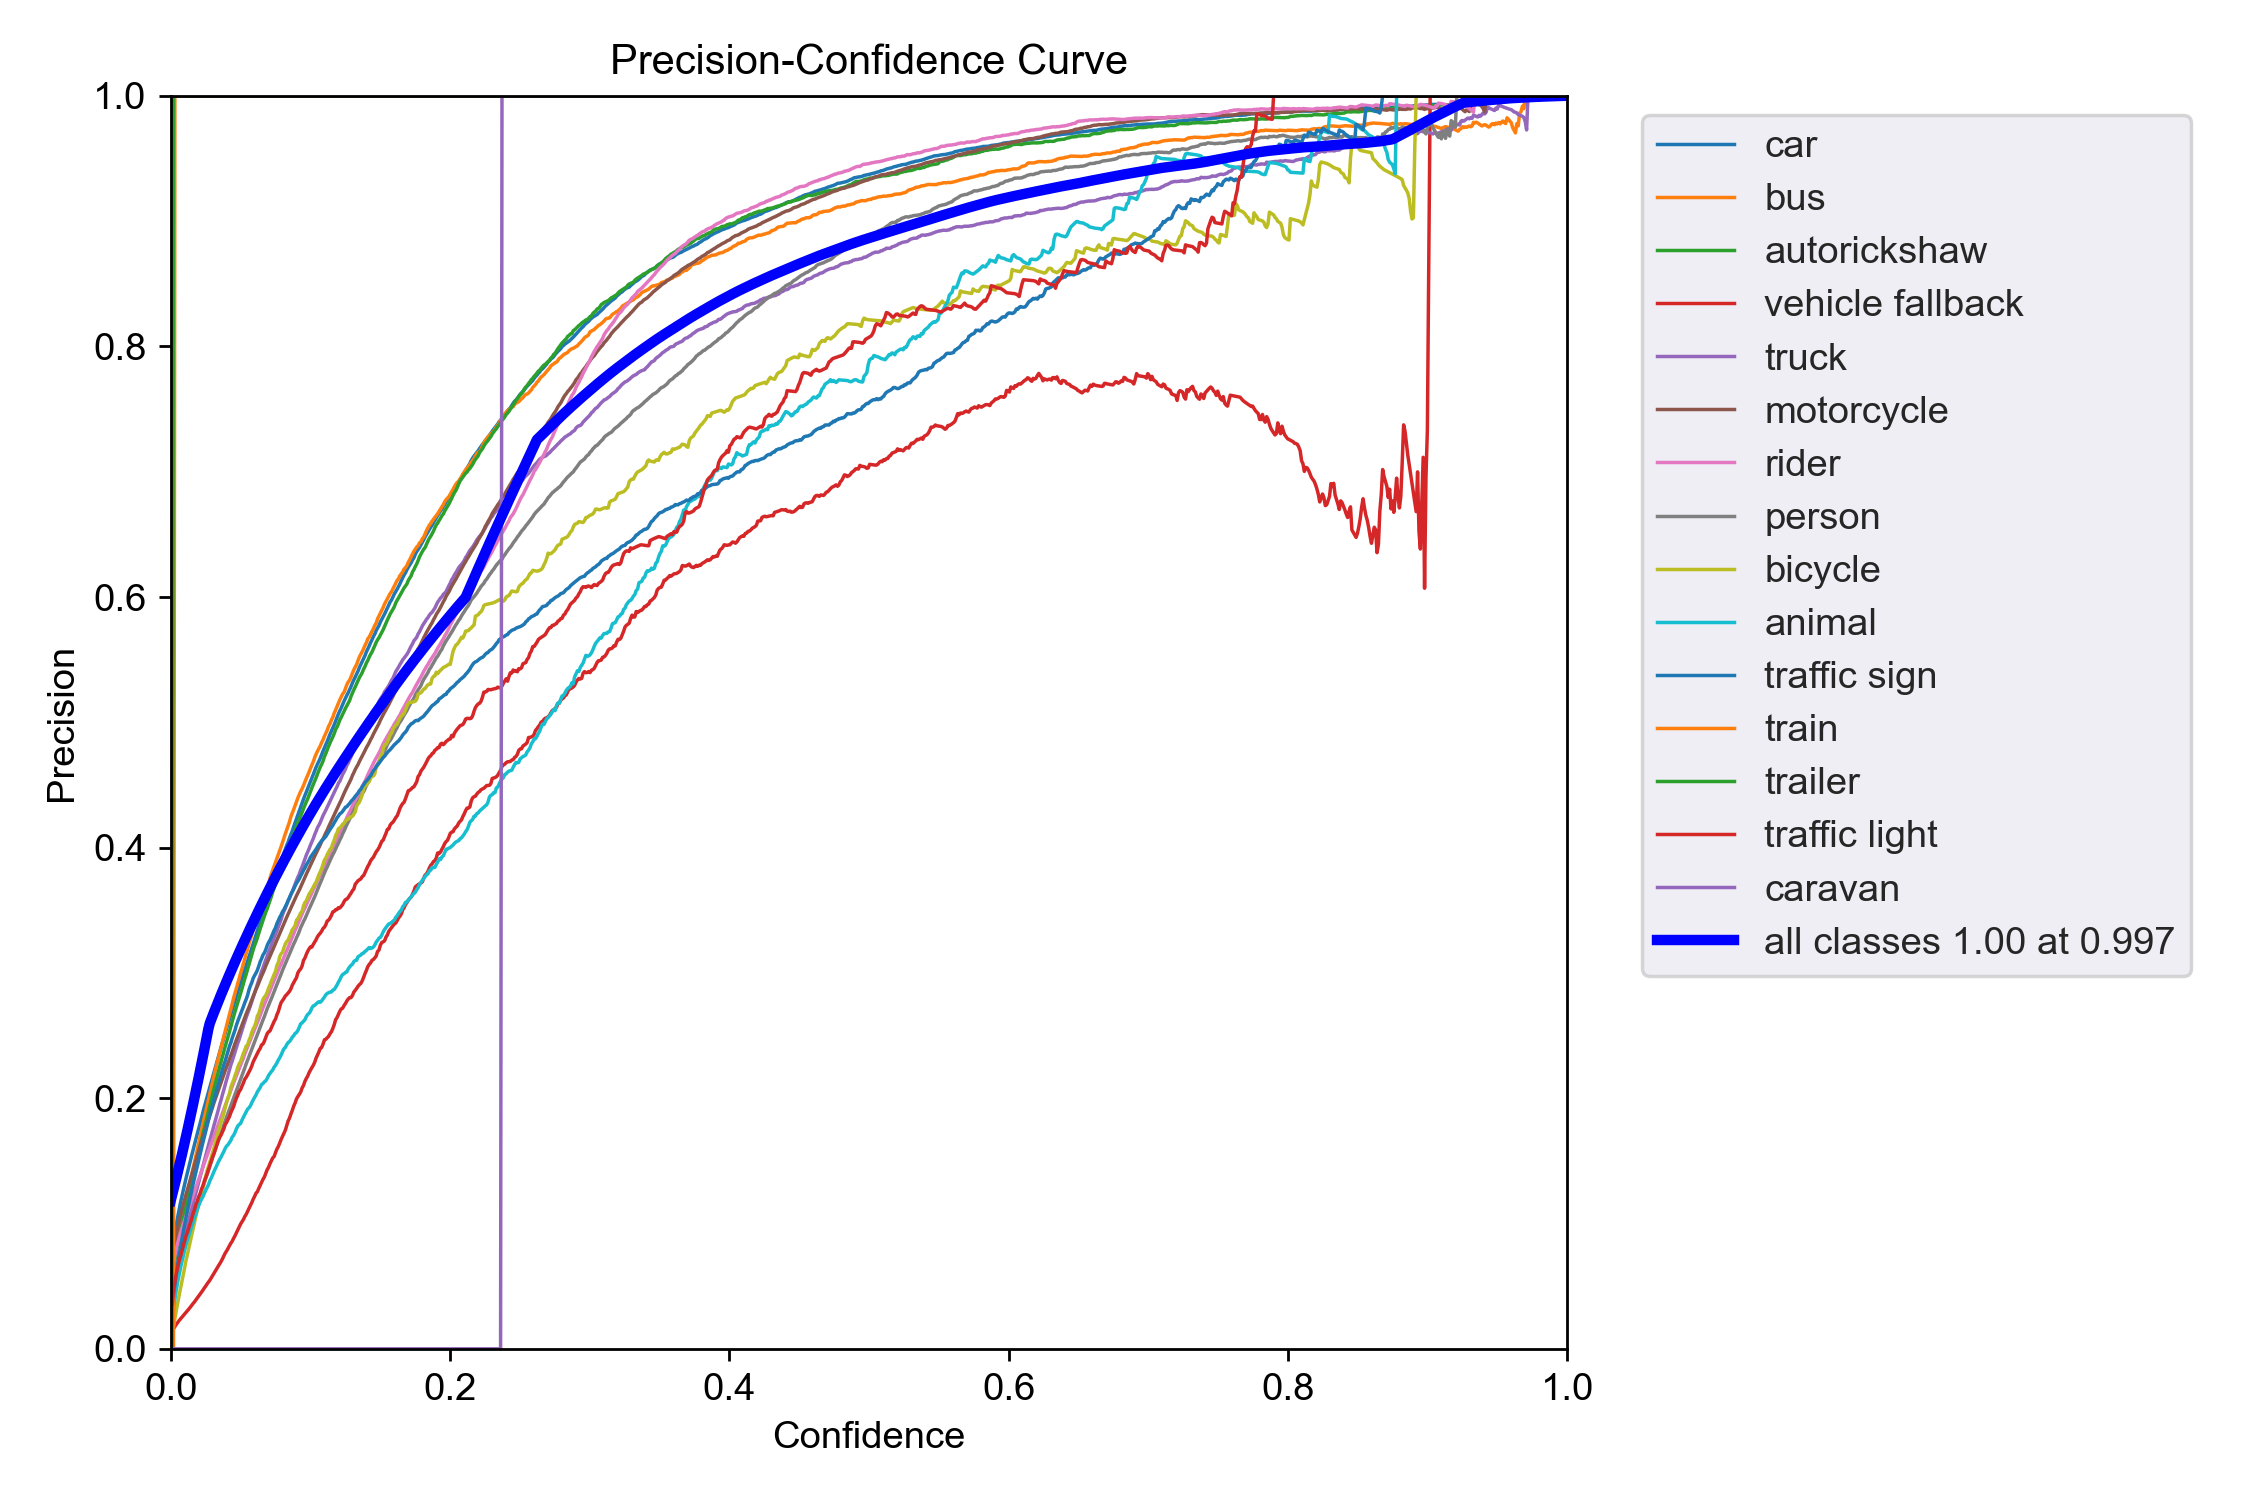 Precision-Confidence Curve
1.0
0.8
0.6
0.4
0.2
0.0
Precision
0.0 0.2 0.4 0.6 0.8 1.0
Confidence
car
bus
autorickshaw
vehicle fallback
truck
motorcycle
rider
person
bicycle
animal
traffic sign
train
trailer
traffic light
caravan
all classes 1.00 at 0.997